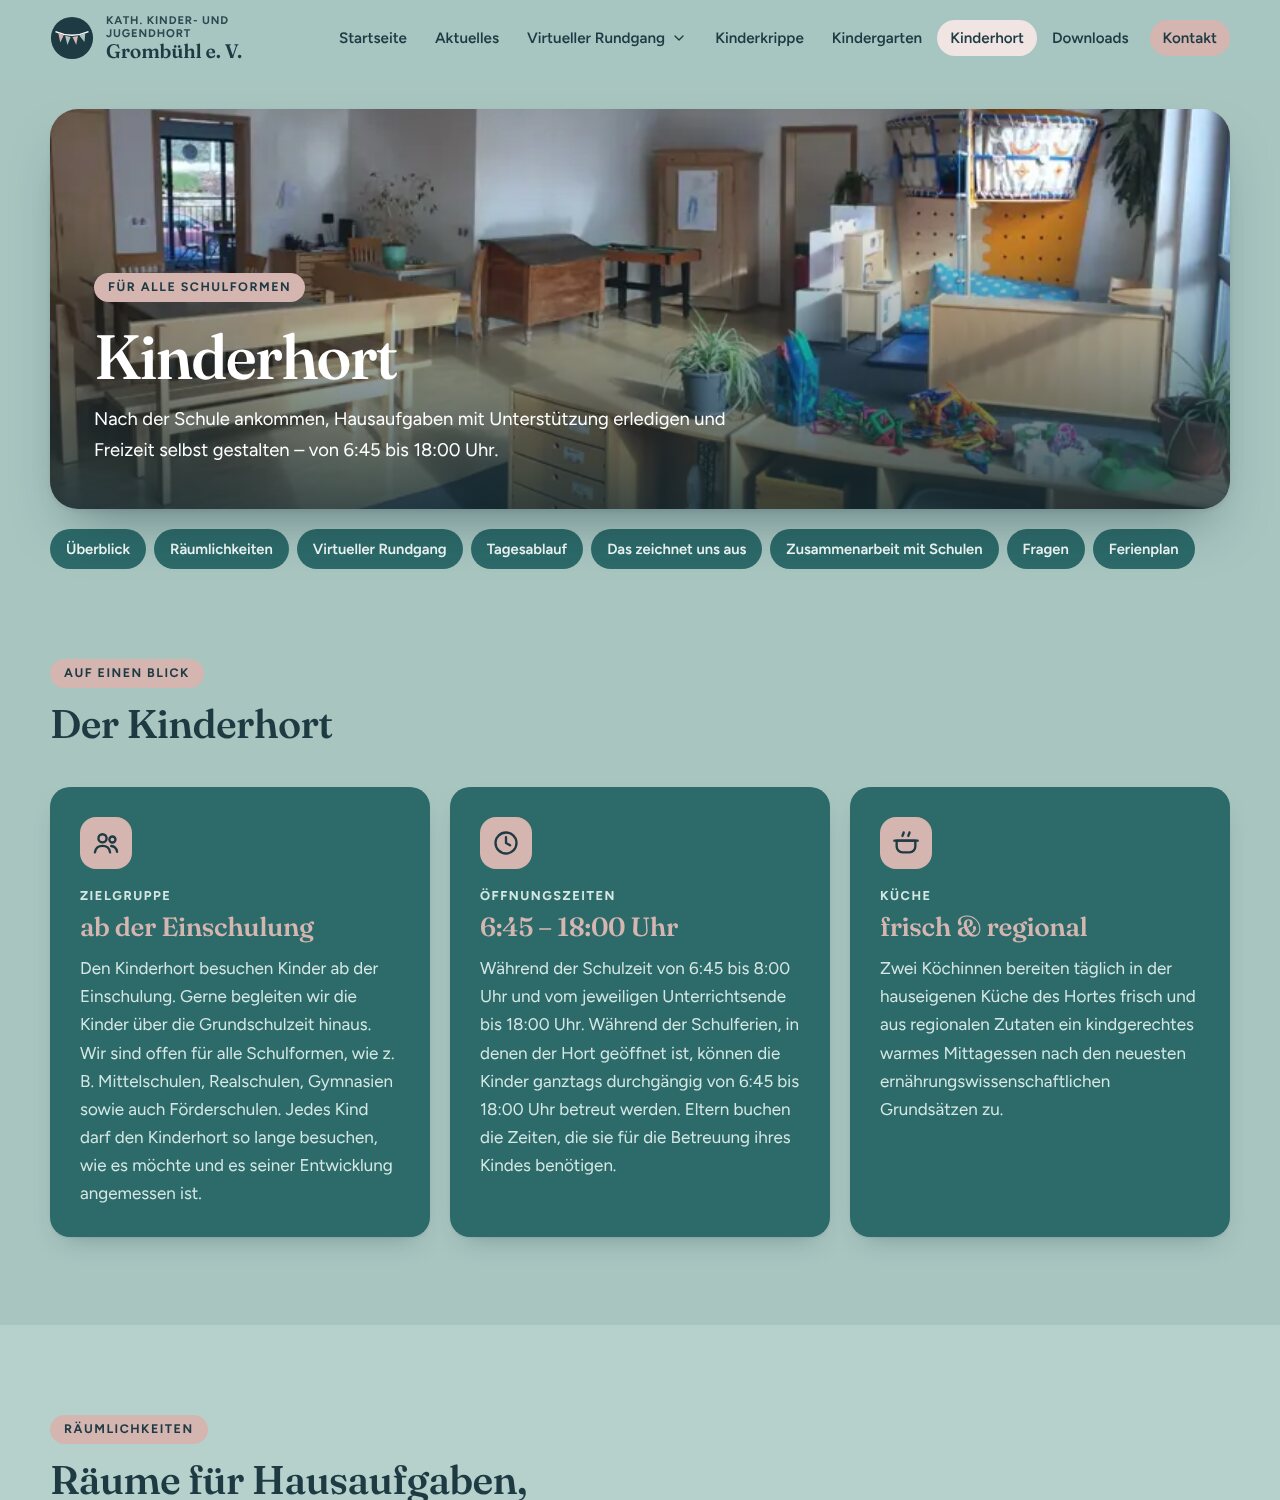 KATH. KINDER- UND
JUGENDHORT
Grombühl e. V.
Startseite
Aktuelles
Virtueller Rundgang
Kinderkrippe
Kindergarten
Kinderhort
Downloads
Kontakt
FÜR ALLE SCHULFORMEN
Kinderhort
Nach der Schule ankommen, Hausaufgaben mit Unterstützung erledigen und
Freizeit selbst gestalten – von 6:45 bis 18:00 Uhr.
Überblick
Räumlichkeiten
Virtueller Rundgang
Tagesablauf
Das zeichnet uns aus
Zusammenarbeit mit Schulen
Fragen
Ferienplan
AUF EINEN BLICK
Der Kinderhort
ZIELGRUPPE
ab der Einschulung
Den Kinderhort besuchen Kinder ab der
Einschulung. Gerne begleiten wir die
Kinder über die Grundschulzeit hinaus.
Wir sind offen für alle Schulformen, wie z.
B. Mittelschulen, Realschulen, Gymnasien
sowie auch Förderschulen. Jedes Kind
darf den Kinderhort so lange besuchen,
wie es möchte und es seiner Entwicklung
angemessen ist.
ÖFFNUNGSZEITEN
6:45 – 18:00 Uhr
Während der Schulzeit von 6:45 bis 8:00
Uhr und vom jeweiligen Unterrichtsende
bis 18:00 Uhr. Während der Schulferien, in
denen der Hort geöffnet ist, können die
Kinder ganztags durchgängig von 6:45 bis
18:00 Uhr betreut werden. Eltern buchen
die Zeiten, die sie für die Betreuung ihres
Kindes benötigen.
KÜCHE
frisch & regional
Zwei Köchinnen bereiten täglich in der
hauseigenen Küche des Hortes frisch und
aus regionalen Zutaten ein kindgerechtes
warmes Mittagessen nach den neuesten
ernährungswissenschaftlichen
Grundsätzen zu.
RÄUMLICHKEITEN
Räume für Hausaufgaben,